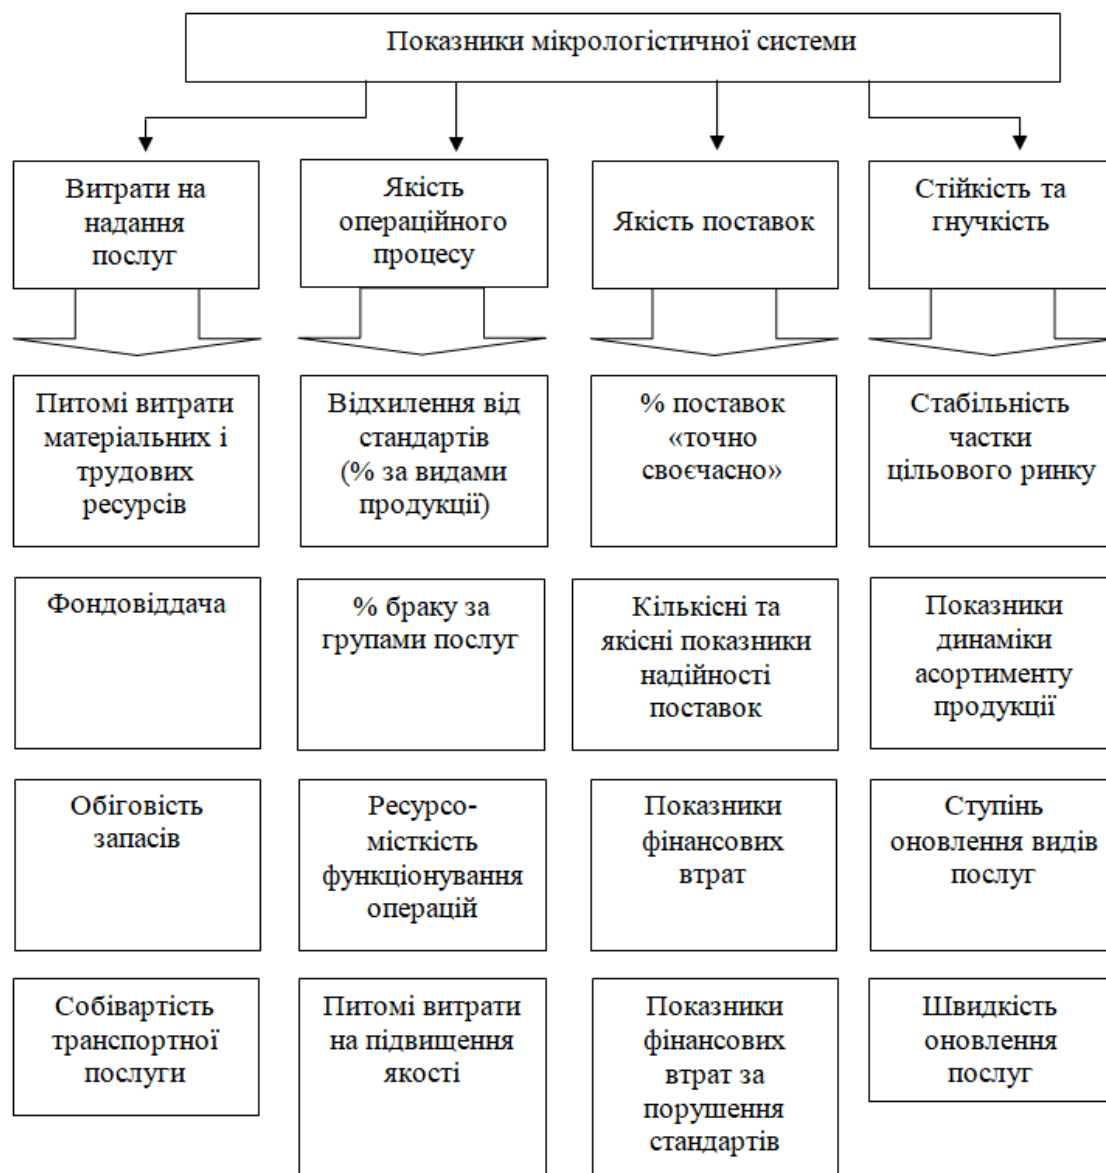 Показники мікрологістичної системи
Витрати на
надання
послуг
Якість
операційного
процесу
Якість поставок
Стійкість та
гнучкість
Питомі витрати
матеріальних і
трудових
ресурсів
Відхилення від
стандартів
(% за видами
продукції)
% поставок
«точно
своєчасно»
Стабільність
частки
цільового ринку
Фондовіддача
% браку за
групами послуг
Кількісні та
якісні показники
надійності
поставок
Показники
динаміки
асортименту
продукції
Обіговість
запасів
Ресурсо-
місткість
функціонування
операцій
Показники
фінансових
втрат
Ступінь
оновлення видів
послуг
Собівартість
транспортної
послуги
Питомі витрати
на підвищення
якості
Показники
фінансових
втрат за
порушення
стандартів
Швидкість
оновлення
послуг